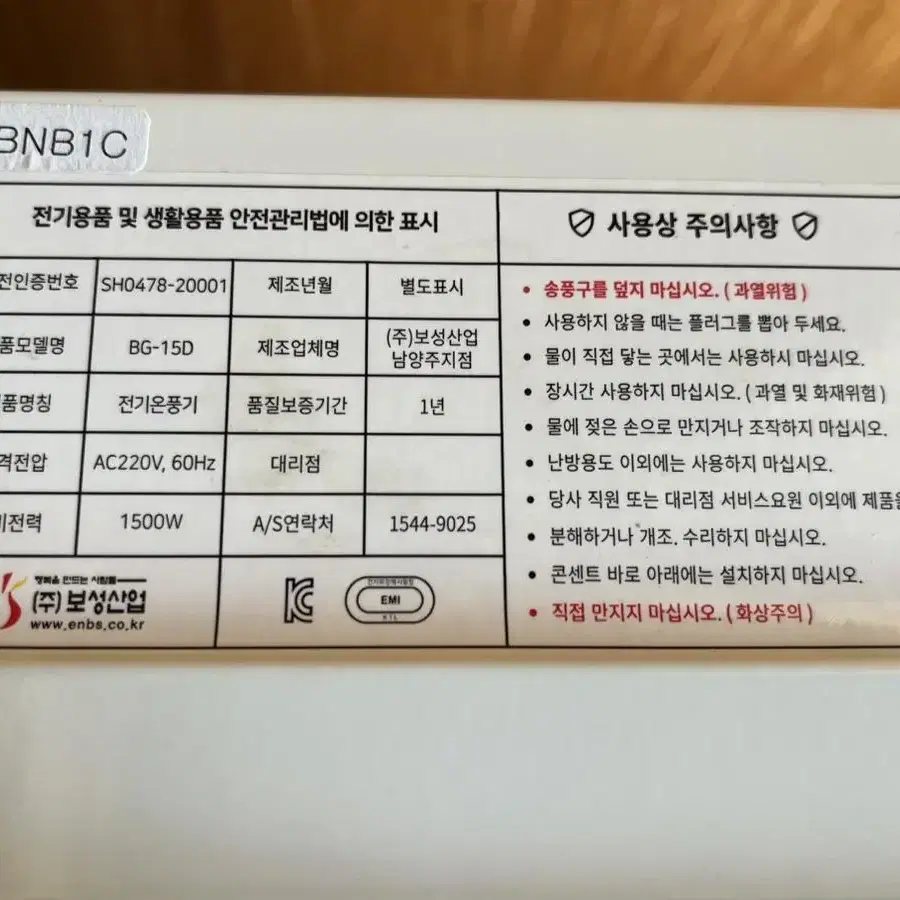 BNB1C
전기용품 및 생활용품 안전관리법에 의한 표시
전인증번호 SH0478-20001 제조년월 별도표시
품모델명 BG-15D 제조업체명 (주)보성산업 남양주지점
품명칭 전기온풍기 품질보증기간 1년
격전압 AC220V, 60Hz 대리점
비전력 1500W A/S연락처 1544-9025
행복을 만드는 사람들
(주)보성산업
www.enbs.co.kr
EMI
KTL
사용상 주의사항
• 송풍구를 덮지 마십시오. ( 과열위험 )
• 사용하지 않을 때는 플러그를 뽑아 두세요.
• 물이 직접 닿는 곳에서는 사용하시 마십시오.
• 장시간 사용하지 마십시오. ( 과열 및 화재위험 )
• 물에 젖은 손으로 만지거나 조작하지 마십시오.
• 난방용도 이외에는 사용하지 마십시오.
• 당사 직원 또는 대리점 서비스요원 이외에 제품을
• 분해하거나 개조. 수리하지 마십시오.
• 콘센트 바로 아래에는 설치하지 마십시오.
• 직접 만지지 마십시오. ( 화상주의 )